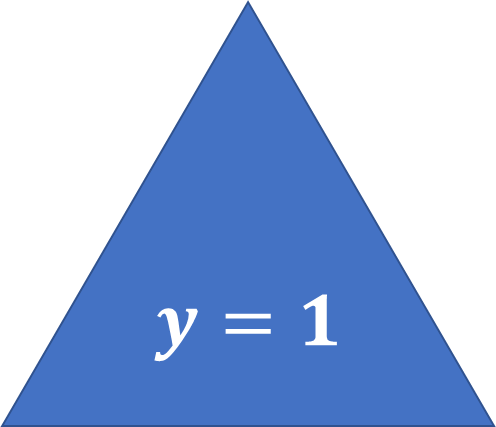 y = 1